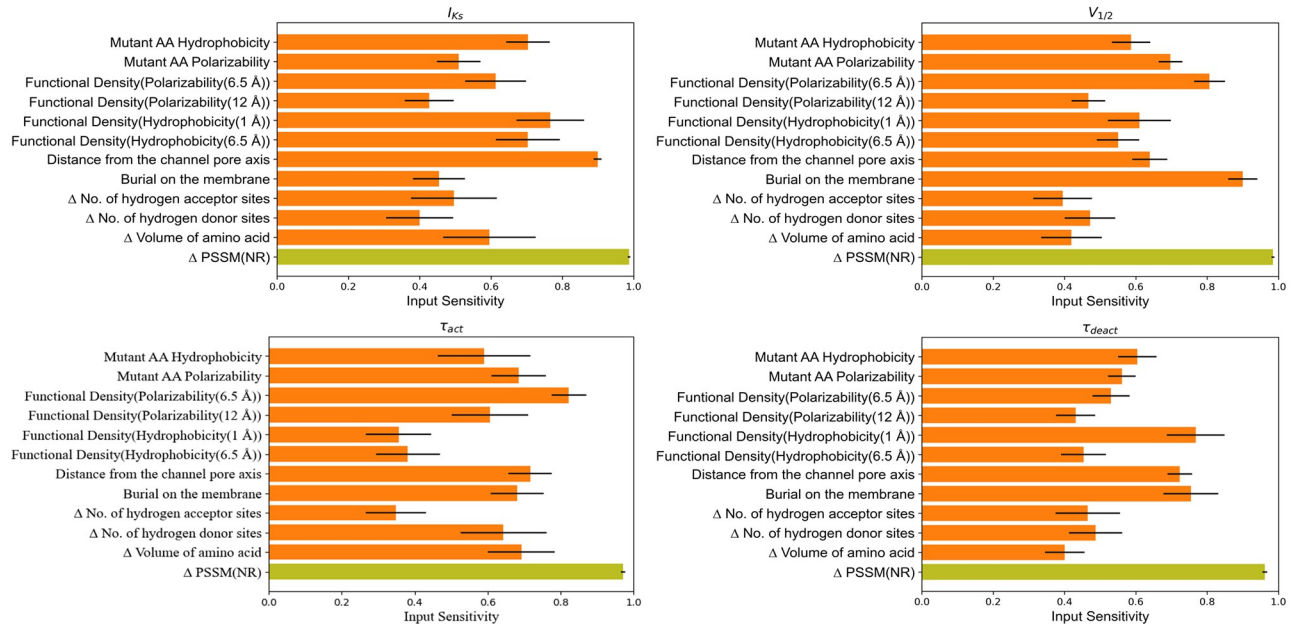 I_Ks
Mutant AA Hydrophobicity
Mutant AA Polarizability
Functional Density(Polarizability(6.5 Å))
Functional Density(Polarizability(12 Å))
Functional Density(Hydrophobicity(1 Å))
Functional Density(Hydrophobicity(6.5 Å))
Distance from the channel pore axis
Burial on the membrane
Δ No. of hydrogen acceptor sites
Δ No. of hydrogen donor sites
Δ Volume of amino acid
Δ PSSM(NR)
0.0 0.2 0.4 0.6 0.8 1.0
Input Sensitivity
V_1/2
Mutant AA Hydrophobicity
Mutant AA Polarizability
Functional Density(Polarizability(6.5 Å))
Functional Density(Polarizability(12 Å))
Functional Density(Hydrophobicity(1 Å))
Functional Density(Hydrophobicity(6.5 Å))
Distance from the channel pore axis
Burial on the membrane
Δ No. of hydrogen acceptor sites
Δ No. of hydrogen donor sites
Δ Volume of amino acid
Δ PSSM(NR)
0.0 0.2 0.4 0.6 0.8 1.0
Input Sensitivity
τ_act
Mutant AA Hydrophobicity
Mutant AA Polarizability
Functional Density(Polarizability(6.5 Å))
Functional Density(Polarizability(12 Å))
Functional Density(Hydrophobicity(1 Å))
Functional Density(Hydrophobicity(6.5 Å))
Distance from the channel pore axis
Burial on the membrane
Δ No. of hydrogen acceptor sites
Δ No. of hydrogen donor sites
Δ Volume of amino acid
Δ PSSM(NR)
0.0 0.2 0.4 0.6 0.8 1.0
Input Sensitivity
τ_deact
Mutant AA Hydrophobicity
Mutant AA Polarizability
Funtional Density(Polarizability(6.5 Å))
Functional Density(Polarizability(12 Å))
Functional Density(Hydrophobicity(1 Å))
Functional Density(Hydrophobicity(6.5 Å))
Distance from the channel pore axis
Burial on the membrane
Δ No. of hydrogen acceptor sites
Δ No. of hydrogen donor sites
Δ Volume of amino acid
Δ PSSM(NR)
0.0 0.2 0.4 0.6 0.8 1.0
Input Sensitivity